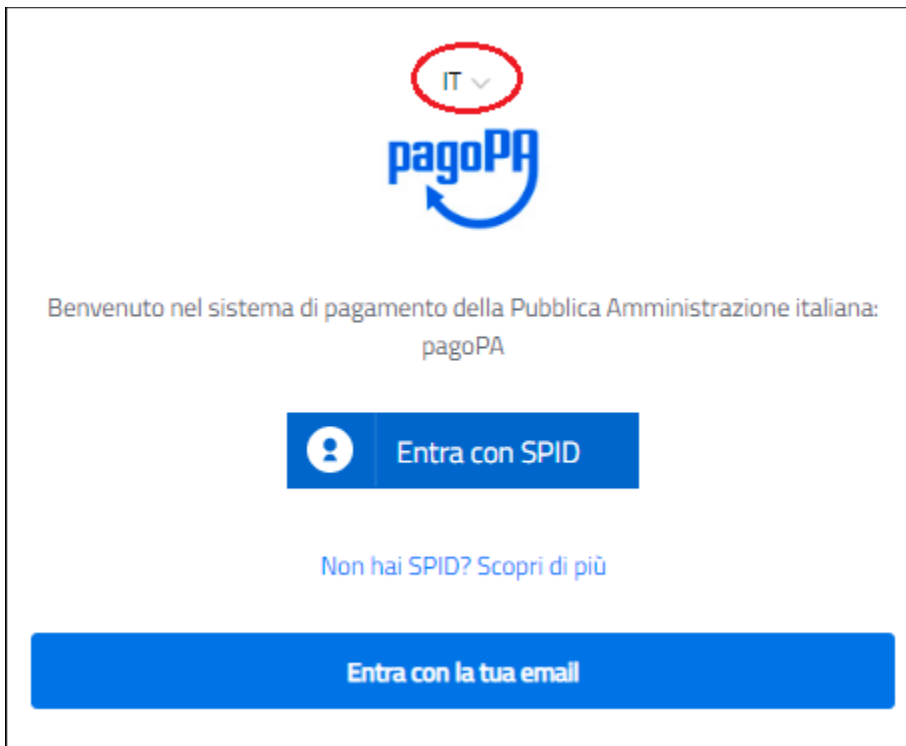 IT
pagoPA
Benvenuto nel sistema di pagamento della Pubblica Amministrazione italiana:
pagoPA
Entra con SPID
Non hai SPID? Scopri di più
Entra con la tua email